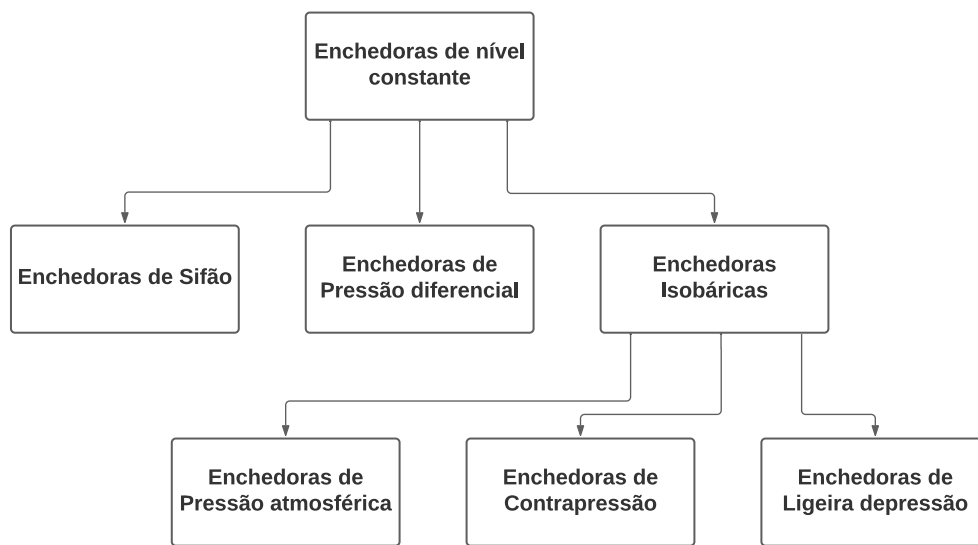 Enchedoras de nível
constante
Enchedoras de Sifão
Enchedoras de
Pressão diferencial
Enchedoras
Isobáricas
Enchedoras de
Pressão atmosférica
Enchedoras de
Contrapressão
Enchedoras de
Ligeira depressão